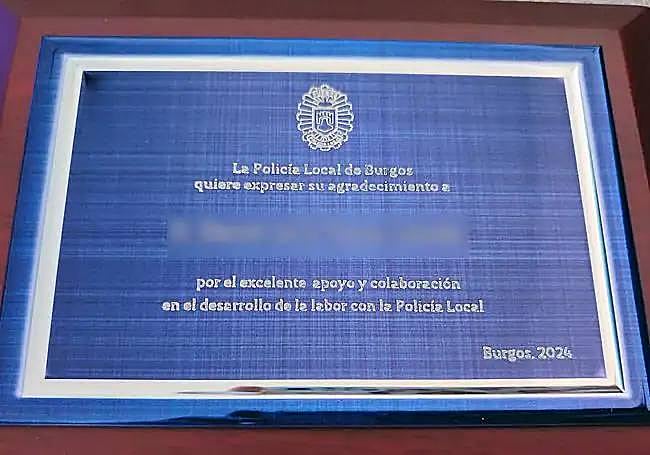 La Policía Local de Burgos
quiere expresar su agradecimiento a
por el excelente apoyo y colaboración
en el desarrollo de la labor con la Policía Local
Burgos, 2024